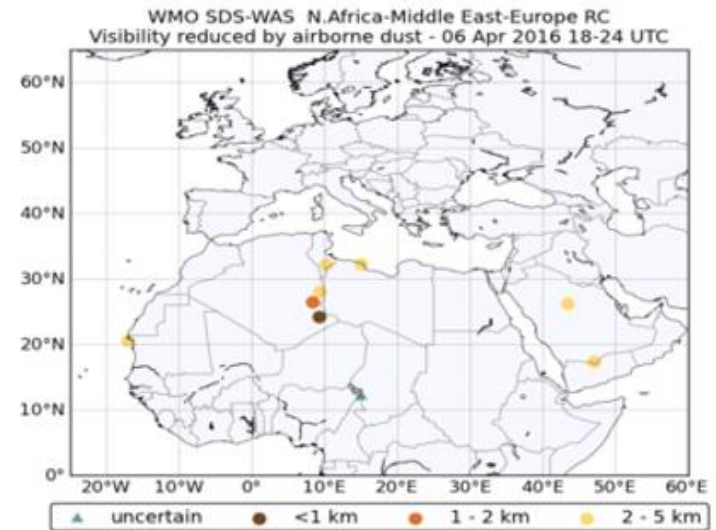 WMO SDS-WAS N.Africa-Middle East-Europe RC
Visibility reduced by airborne dust - 06 Apr 2016 18-24 UTC
60°N
50°N
40°N
30°N
20°N
10°N
0°
20°W 10°W 0° 10°E 20°E 30°E 40°E 50°E 60°E
uncertain <1 km 1 - 2 km 2 - 5 km